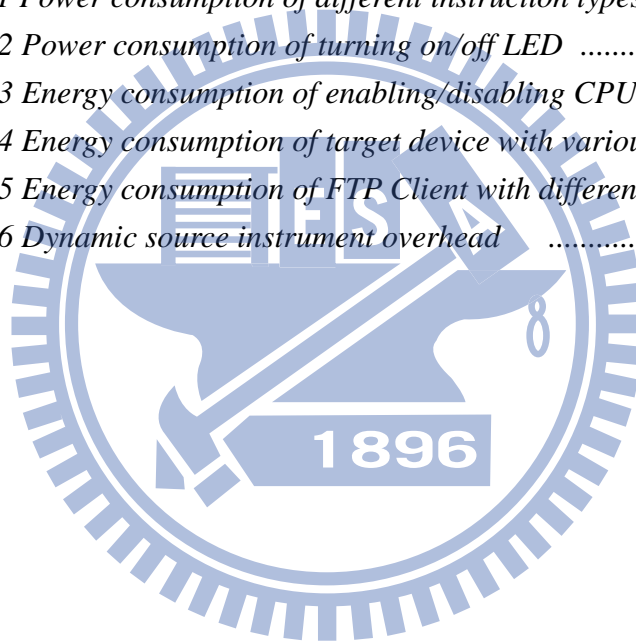 1 Power consumption of different instruction types
2 Power consumption of turning on/off LED ........
3 Energy consumption of enabling/disabling CPU
4 Energy consumption of target device with variou
5 Energy consumption of FTP Client with differen
6 Dynamic source instrument overhead ............
E S A
1896